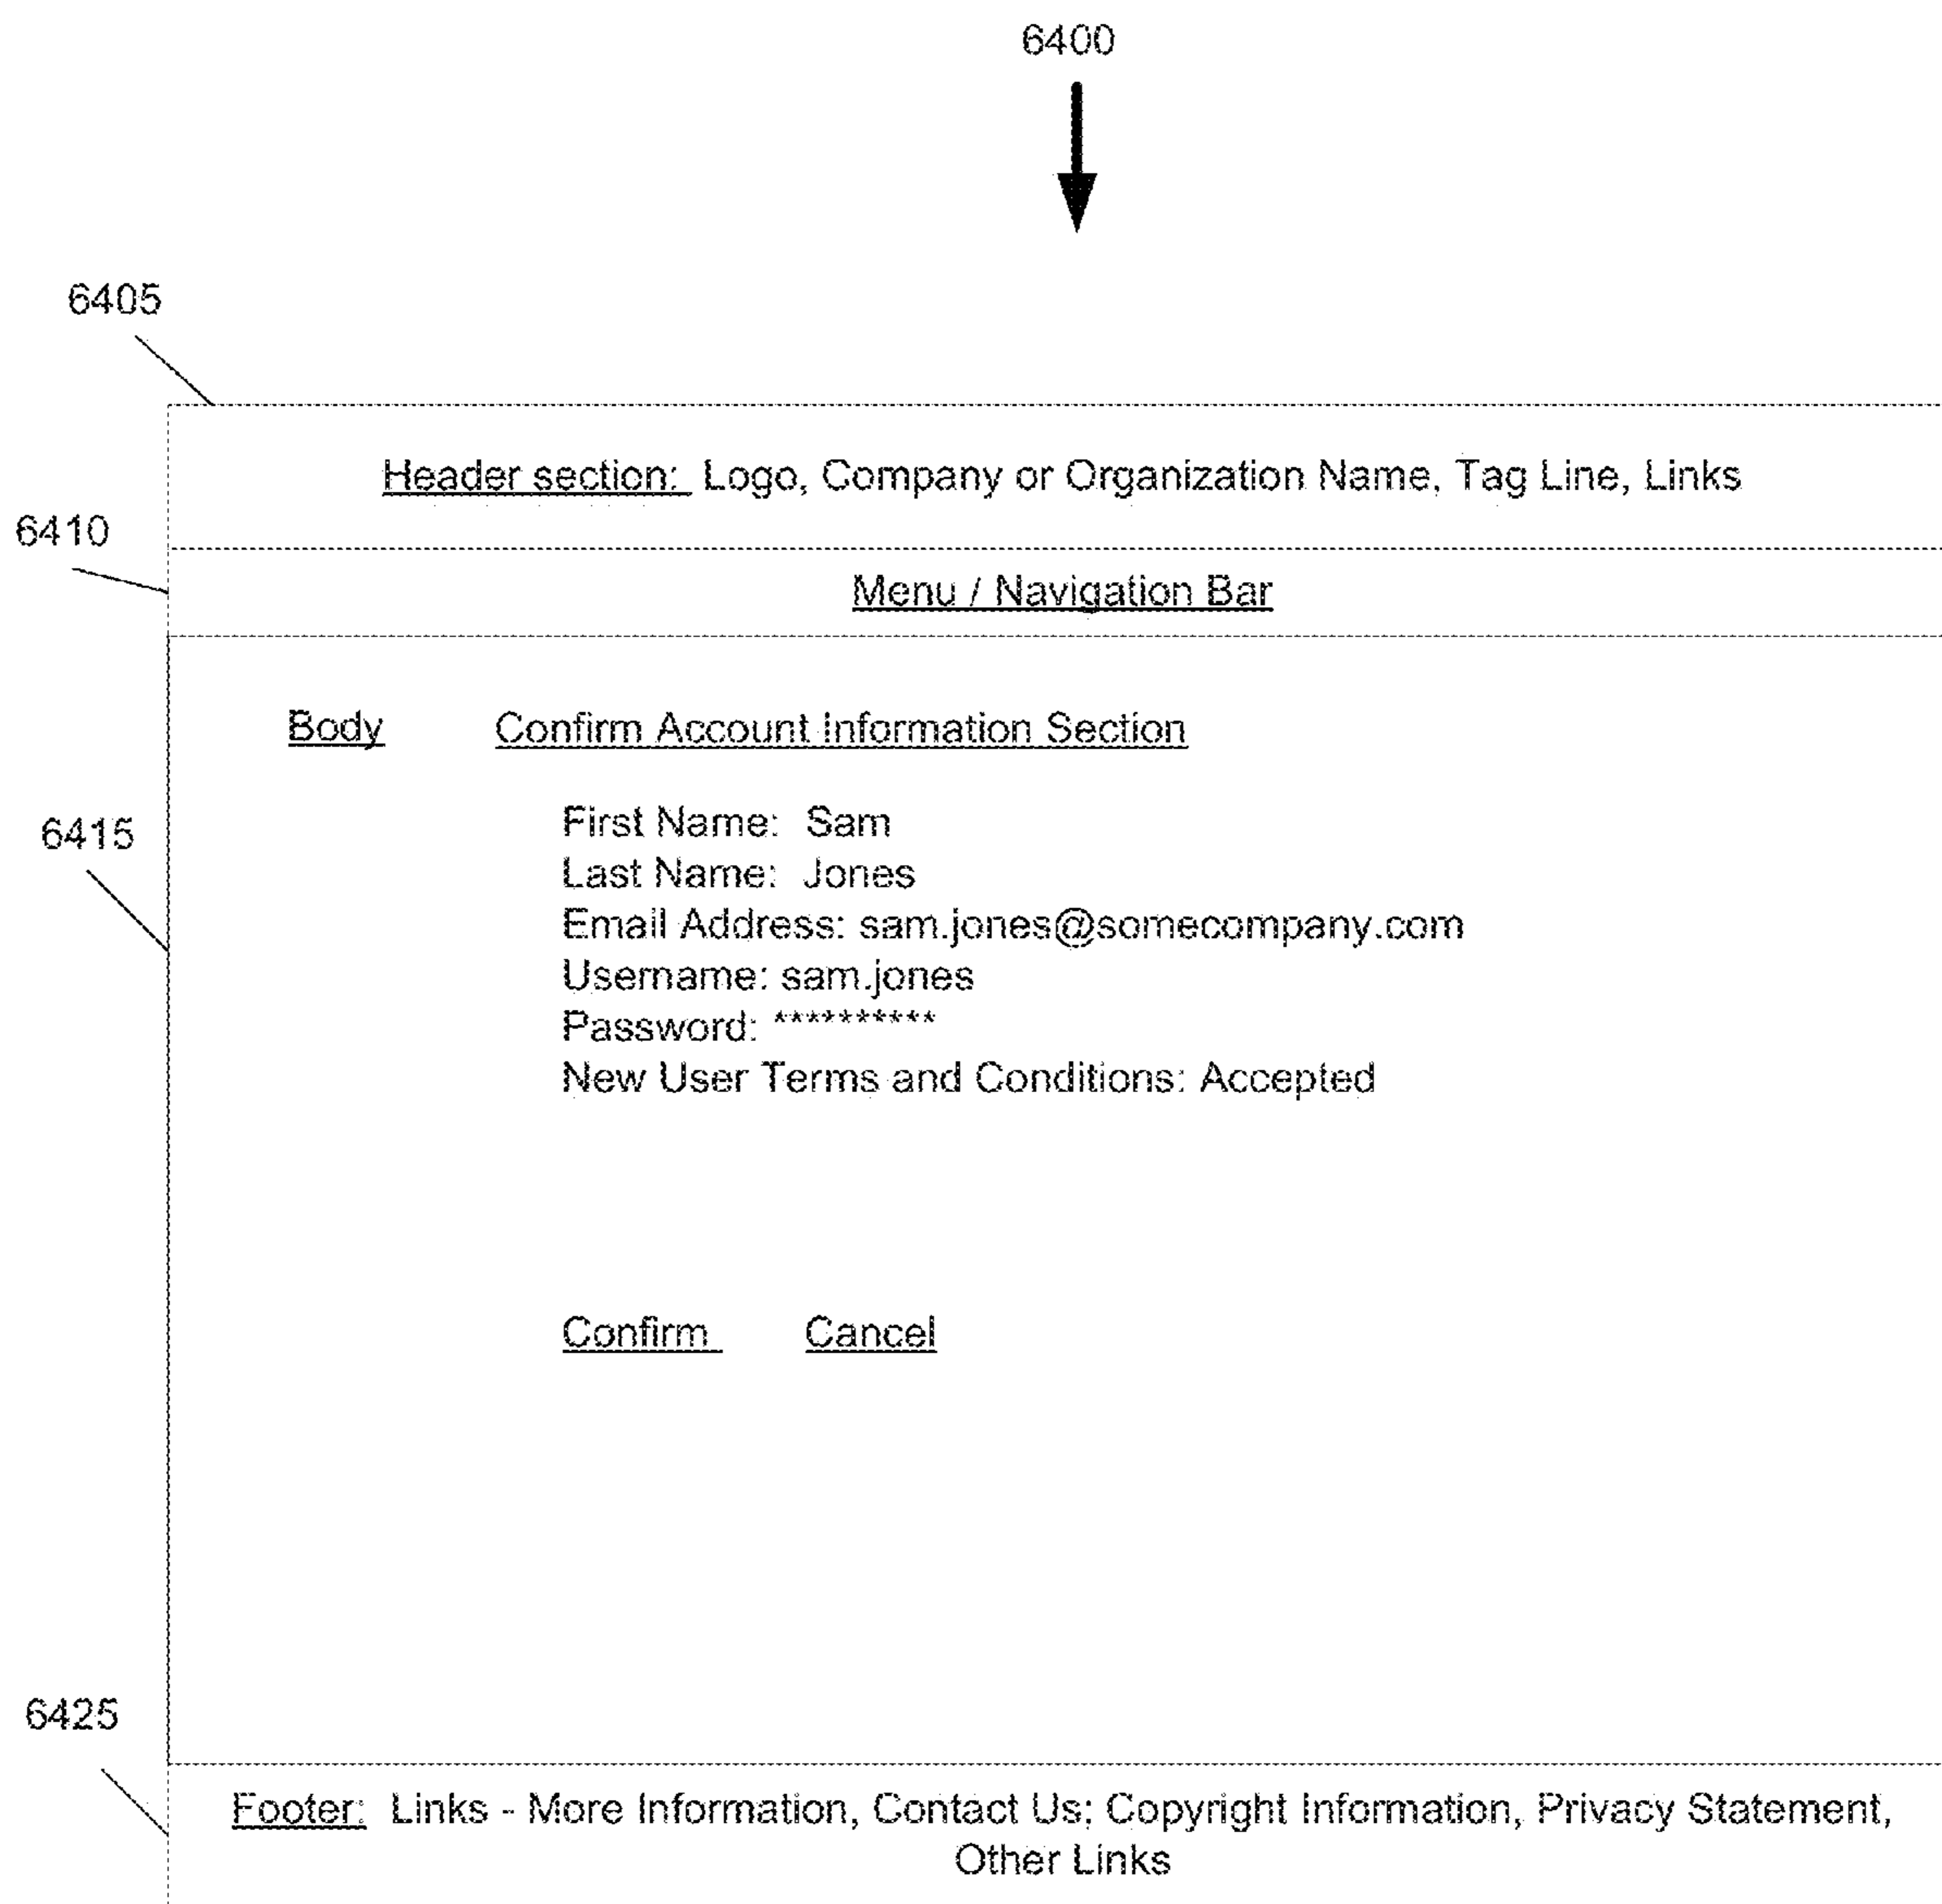 6400
6405
Header section: Logo, Company or Organization Name, Tag Line, Links
6410
Menu / Navigation Bar
Body Confirm Account Information Section
First Name: Sam
6415
Last Name: Jones
Email Address: sam.jones@somecompany.com
Username: sam.jones
Password: **********
New User Terms and Conditions: Accepted
Confirm Cancel
6425
Footer: Links - More Information, Contact Us; Copyright Information, Privacy Statement,
Other Links